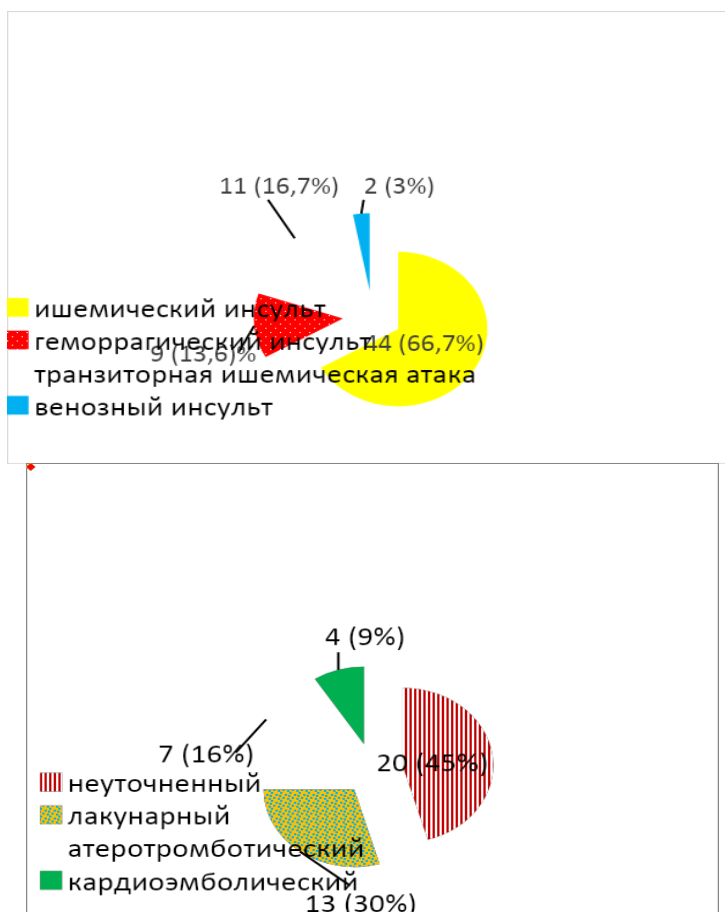 11 (16,7%) 2 (3%)
ишемический инсульт
геморрагический инсульт
44 (66,7%)
9 (13,6)%
транзиторная ишемическая атака
венозный инсульт
4 (9%)
7 (16%)
20 (45%)
неуточненный
лакунарный
атеротромботический
кардиоэмболический
13 (30%)